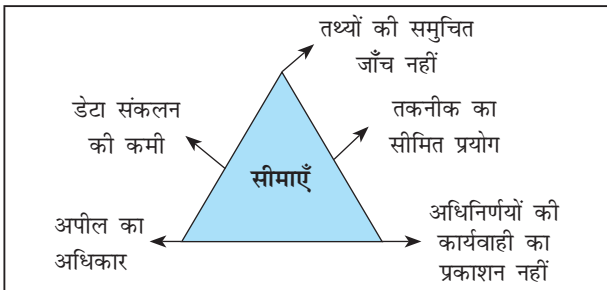 तथ्यों की समुचित
जाँच नहीं
डेटा संकलन
की कमी
तकनीक का
सीमित प्रयोग
सीमाएँ
अपील का
अधिकार
अधिनिर्णयों की
कार्यवाही का
प्रकाशन नहीं